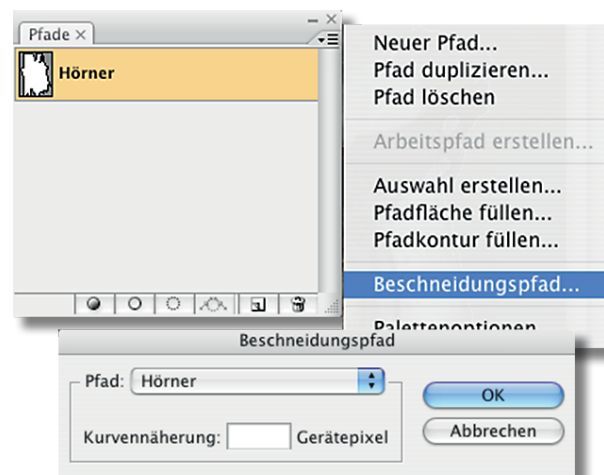 Pfade ×
Hörner
Neuer Pfad...
Pfad duplizieren...
Pfad löschen
Arbeitspfad erstellen...
Auswahl erstellen...
Pfadfläche füllen...
Pfadkontur füllen...
Beschneidungspfad...
Palettenoptionen
Beschneidungspfad
Pfad: Hörner
OK
Kurvennäherung: Gerätepixel
Abbrechen